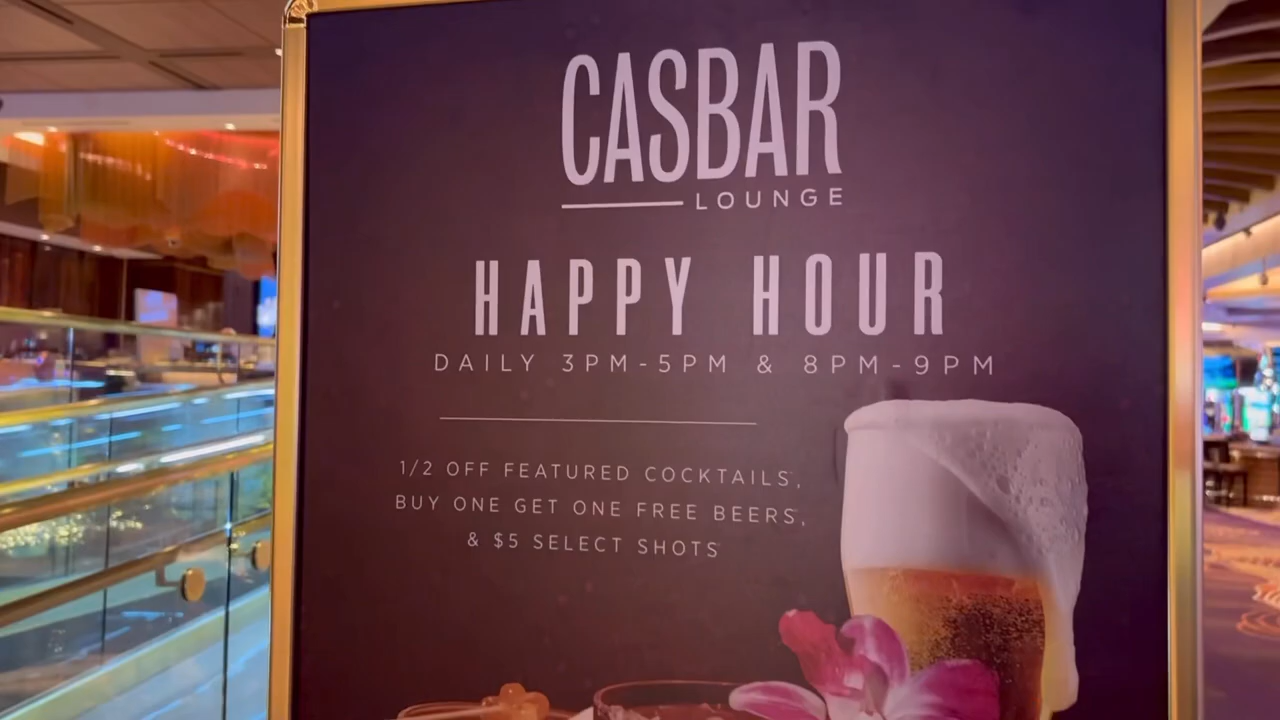 CASBAR
LOUNGE
HAPPY HOUR
DAILY 3PM-5PM & 8PM-9PM
1/2 OFF FEATURED COCKTAILS,
BUY ONE GET ONE FREE BEERS,
& $5 SELECT SHOTS